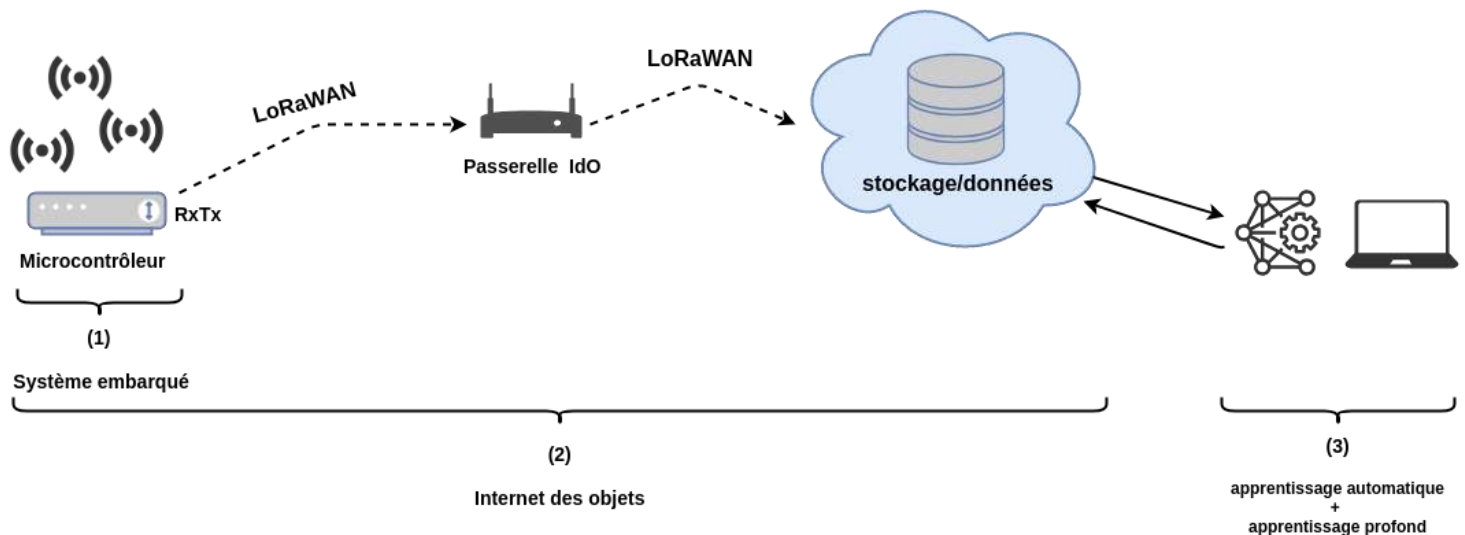 LoRaWAN
LoRaWAN
Passerelle IdO
stockage/données
RxTx
Microcontrôleur
(1)
Système embarqué
(2)
Internet des objets
(3)
apprentissage automatique
+
apprentissage profond